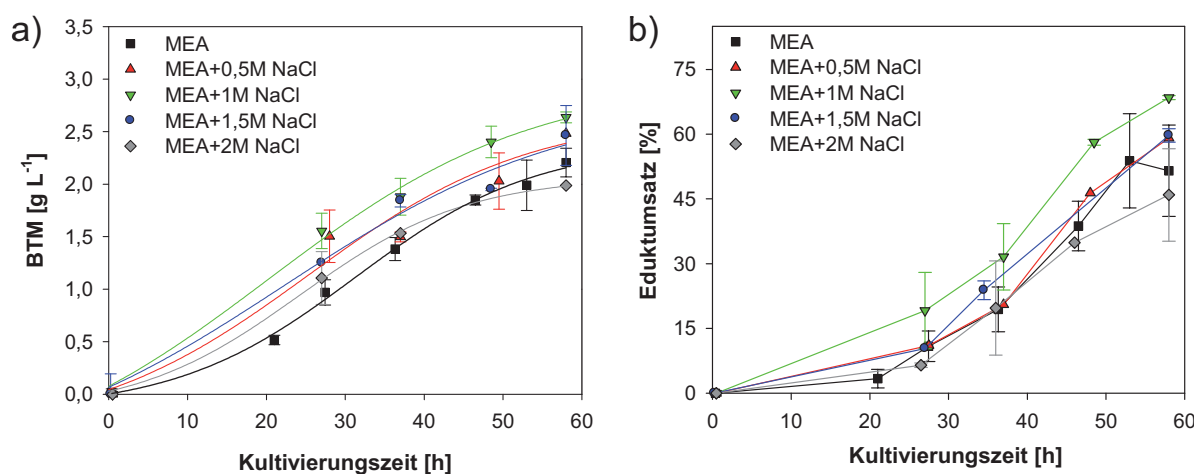 a)
MEA
MEA+0,5M NaCl
MEA+1M NaCl
MEA+1,5M NaCl
MEA+2M NaCl
3,5
3,0
2,5
2,0
1,5
1,0
0,5
0,0
BTM [g L⁻¹]
0 10 20 30 40 50 60
Kultivierungszeit [h]
b)
MEA
MEA+0,5M NaCl
MEA+1M NaCl
MEA+1,5M NaCl
MEA+2M NaCl
75
60
45
30
15
0
Eduktumsatz [%]
0 10 20 30 40 50 60
Kultivierungszeit [h]